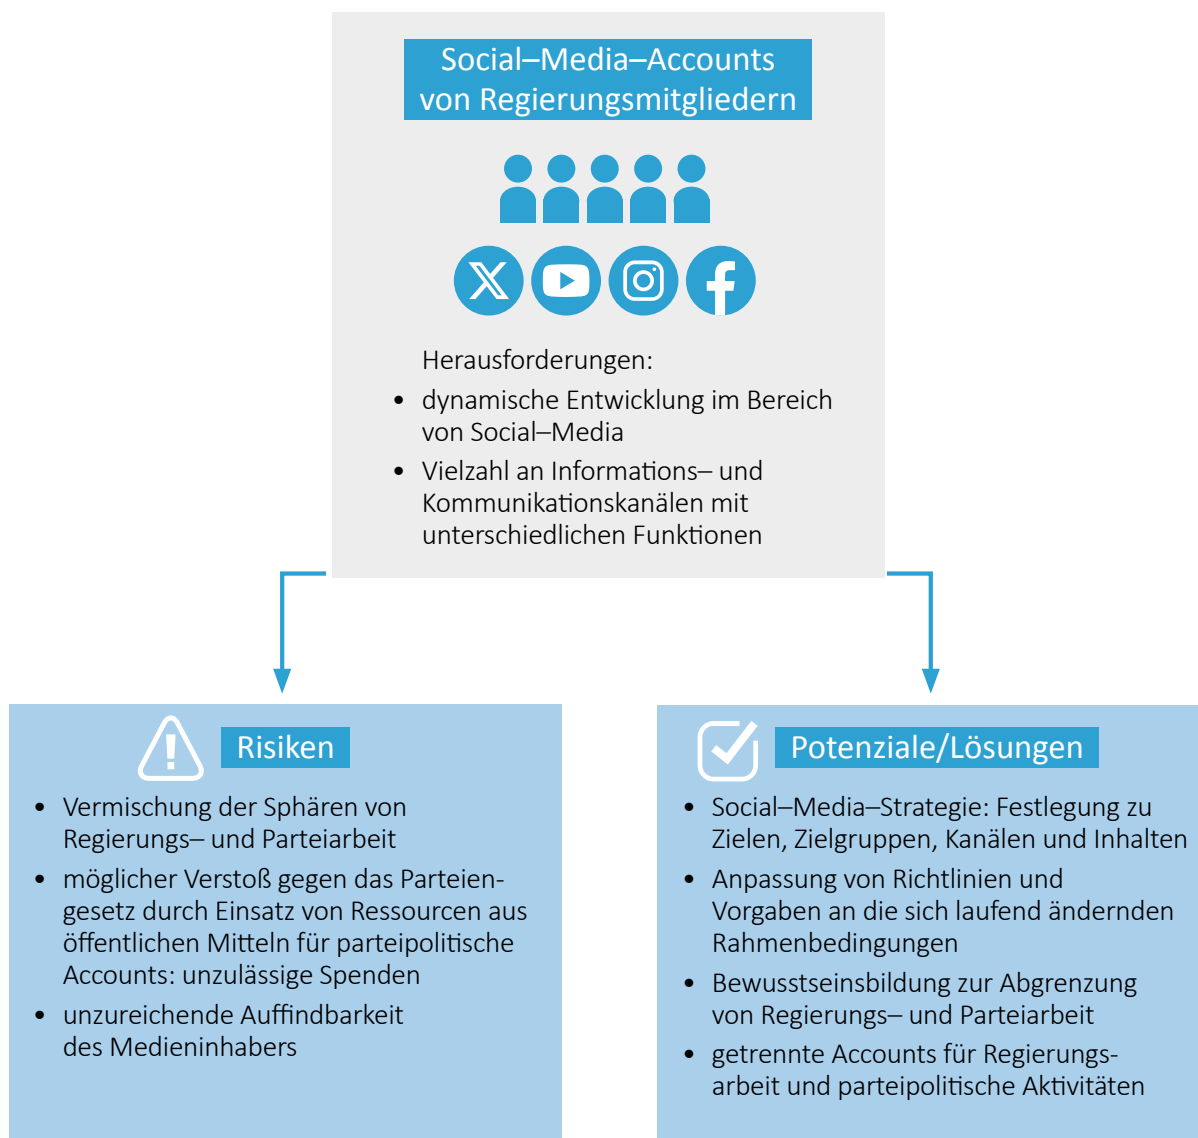 Social–Media–Accounts
von Regierungsmitgliedern
Herausforderungen:
• dynamische Entwicklung im Bereich
von Social–Media
• Vielzahl an Informations– und
Kommunikationskanälen mit
unterschiedlichen Funktionen
Risiken
• Vermischung der Sphären von
Regierungs– und Parteiarbeit
• möglicher Verstoß gegen das Parteien-
gesetz durch Einsatz von Ressourcen aus
öffentlichen Mitteln für parteipolitische
Accounts: unzulässige Spenden
• unzureichende Auffindbarkeit
des Medieninhabers
Potenziale/Lösungen
• Social–Media–Strategie: Festlegung zu
Zielen, Zielgruppen, Kanälen und Inhalten
• Anpassung von Richtlinien und
Vorgaben an die sich laufend ändernden
Rahmenbedingungen
• Bewusstseinsbildung zur Abgrenzung
von Regierungs– und Parteiarbeit
• getrennte Accounts für Regierungs-
arbeit und parteipolitische Aktivitäten